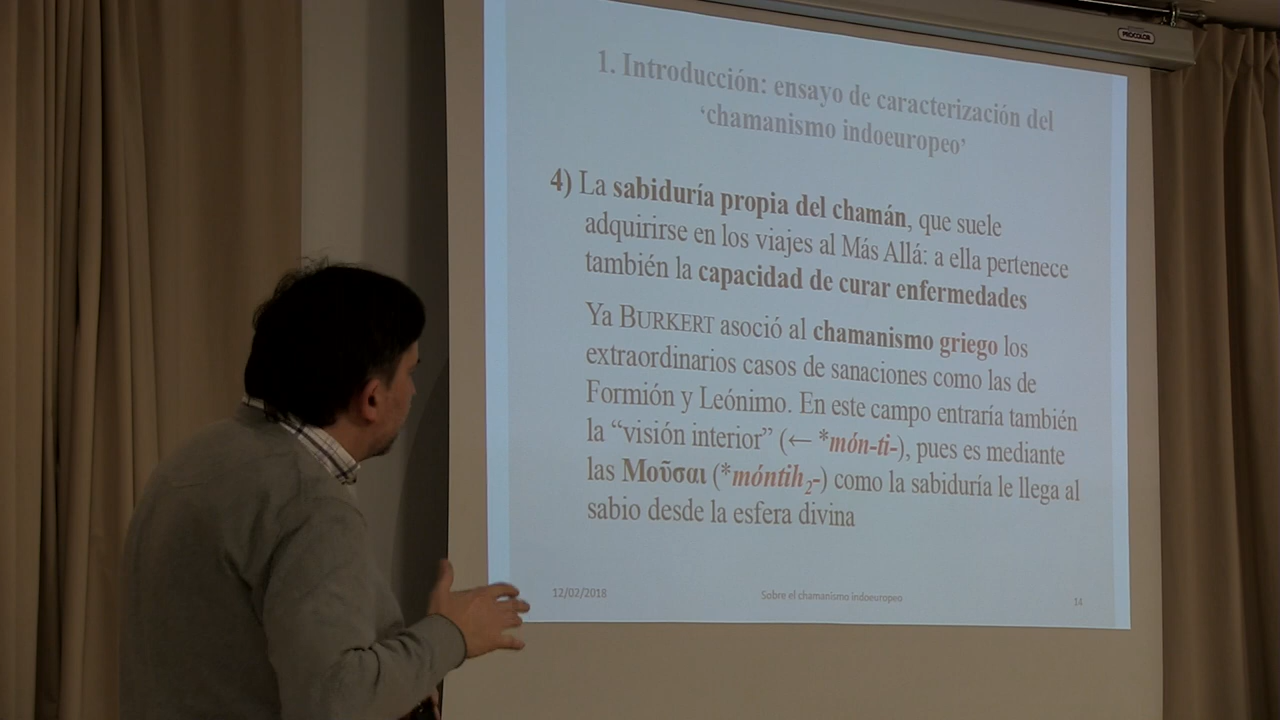 PROCOLOR
1. Introducción: ensayo de caracterización del
‘chamanismo indoeuropeo’
4) La sabiduría propia del chamán, que suele
adquirirse en los viajes al Más Allá: a ella pertenece
también la capacidad de curar enfermedades
Ya BURKERT asoció al chamanismo griego los
extraordinarios casos de sanaciones como las de
Formión y Leónimo. En este campo entraría también
la “visión interior” (← *món-ti-), pues es mediante
las Μοῦσαι (*móntih₂-) como la sabiduría le llega al
sabio desde la esfera divina
12/02/2018
Sobre el chamanismo indoeuropeo
14